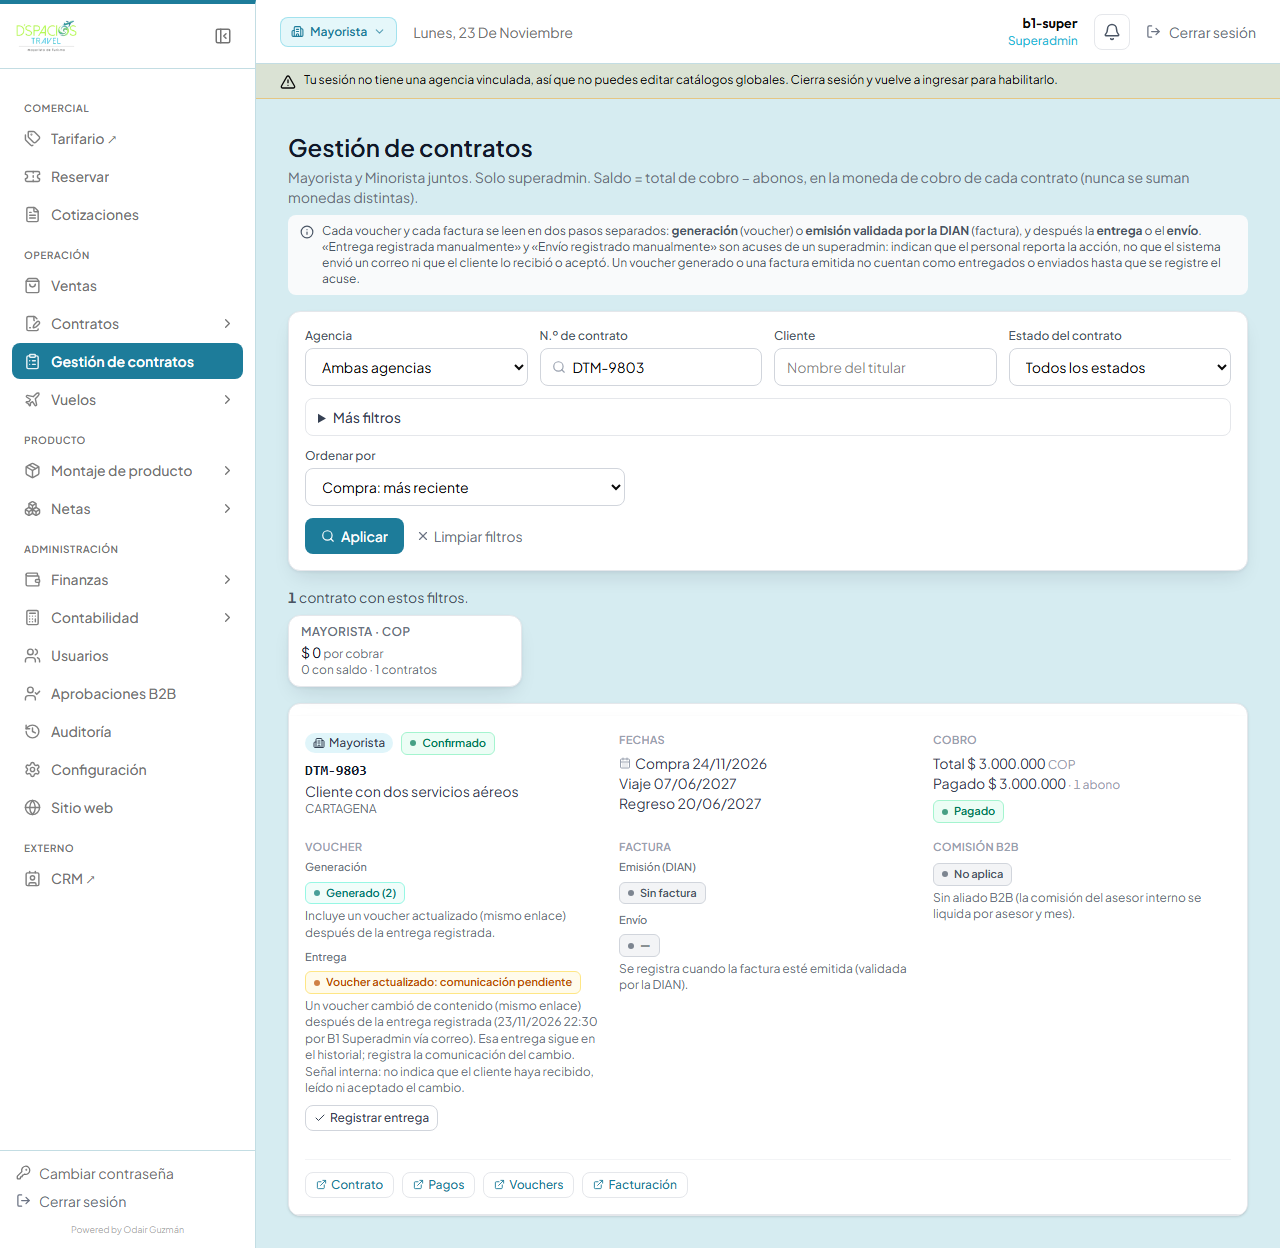 D'SPACIOS
TRAVEL
COMERCIAL
Tarifario ↗
Reservar
Cotizaciones
OPERACIÓN
Ventas
Contratos
Gestión de contratos
Vuelos
PRODUCTO
Montaje de producto
Netas
ADMINISTRACIÓN
Finanzas
Contabilidad
Usuarios
Aprobaciones B2B
Auditoría
Configuración
Sitio web
EXTERNO
CRM ↗
Cambiar contraseña
Cerrar sesión
Powered by Odair Guzmán
Mayorista
Lunes, 23 De Noviembre
b1-super
Superadmin
Cerrar sesión
Tu sesión no tiene una agencia vinculada, así que no puedes editar catálogos globales. Cierra sesión y vuelve a ingresar para habilitarlo.
Gestión de contratos
Mayorista y Minorista juntos. Solo superadmin. Saldo = total de cobro − abonos, en la moneda de cobro de cada contrato (nunca se suman
monedas distintas).
Cada voucher y cada factura se leen en dos pasos separados: generación (voucher) o emisión validada por la DIAN (factura), y después la entrega o el envío.
«Entrega registrada manualmente» y «Envío registrado manualmente» son acuses de un superadmin: indican que el personal reporta la acción, no que el sistema
envió un correo ni que el cliente lo recibió o aceptó. Un voucher generado o una factura emitida no cuentan como entregados o enviados hasta que se registre el
acuse.
Agencia
Ambas agencias
N.º de contrato
DTM-9803
Cliente
Nombre del titular
Estado del contrato
Todos los estados
Más filtros
Ordenar por
Compra: más reciente
Aplicar
Limpiar filtros
1 contrato con estos filtros.
MAYORISTA · COP
$ 0 por cobrar
0 con saldo · 1 contratos
Mayorista
Confirmado
DTM-9803
Cliente con dos servicios aéreos
CARTAGENA
FECHAS
Compra 24/11/2026
Viaje 07/06/2027
Regreso 20/06/2027
COBRO
Total $ 3.000.000 COP
Pagado $ 3.000.000 · 1 abono
Pagado
VOUCHER
Generación
Generado (2)
Incluye un voucher actualizado (mismo enlace)
después de la entrega registrada.
Entrega
Voucher actualizado: comunicación pendiente
Un voucher cambió de contenido (mismo enlace)
después de la entrega registrada (23/11/2026 22:30
por B1 Superadmin vía correo). Esa entrega sigue en
el historial; registra la comunicación del cambio.
Señal interna: no indica que el cliente haya recibido,
leído ni aceptado el cambio.
Registrar entrega
FACTURA
Emisión (DIAN)
Sin factura
Envío
—
Se registra cuando la factura esté emitida (validada
por la DIAN).
COMISIÓN B2B
No aplica
Sin aliado B2B (la comisión del asesor interno se
liquida por asesor y mes).
Contrato
Pagos
Vouchers
Facturación